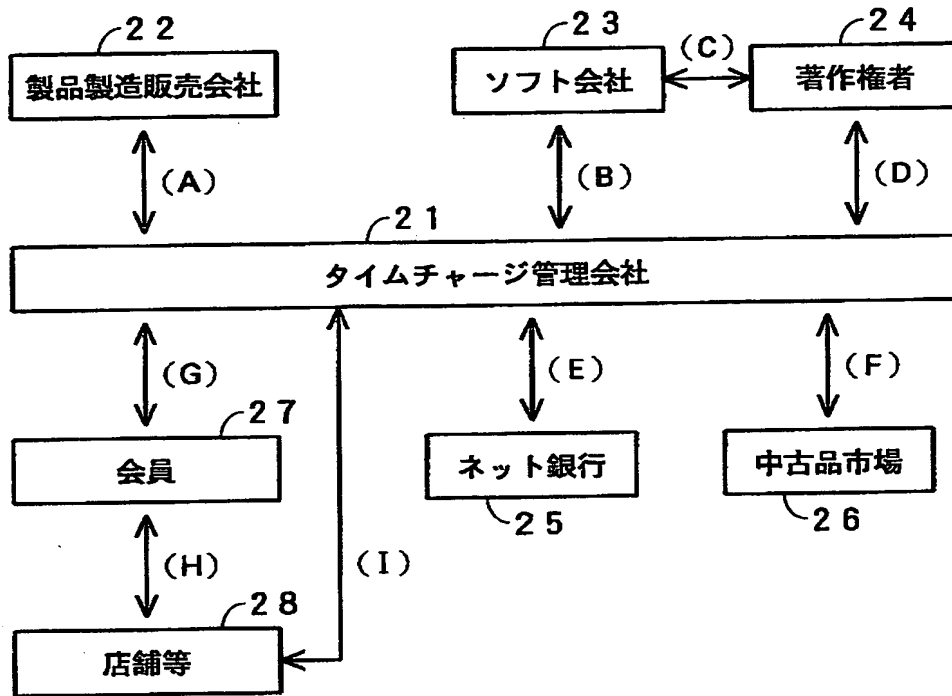 22
製品製造販売会社
23
ソフト会社
(C)
24
著作権者
(A)
(B)
(D)
21
タイムチャージ管理会社
(G)
(E)
(F)
27
会員
ネット銀行
25
中古品市場
26
(H)
(I)
28
店舗等